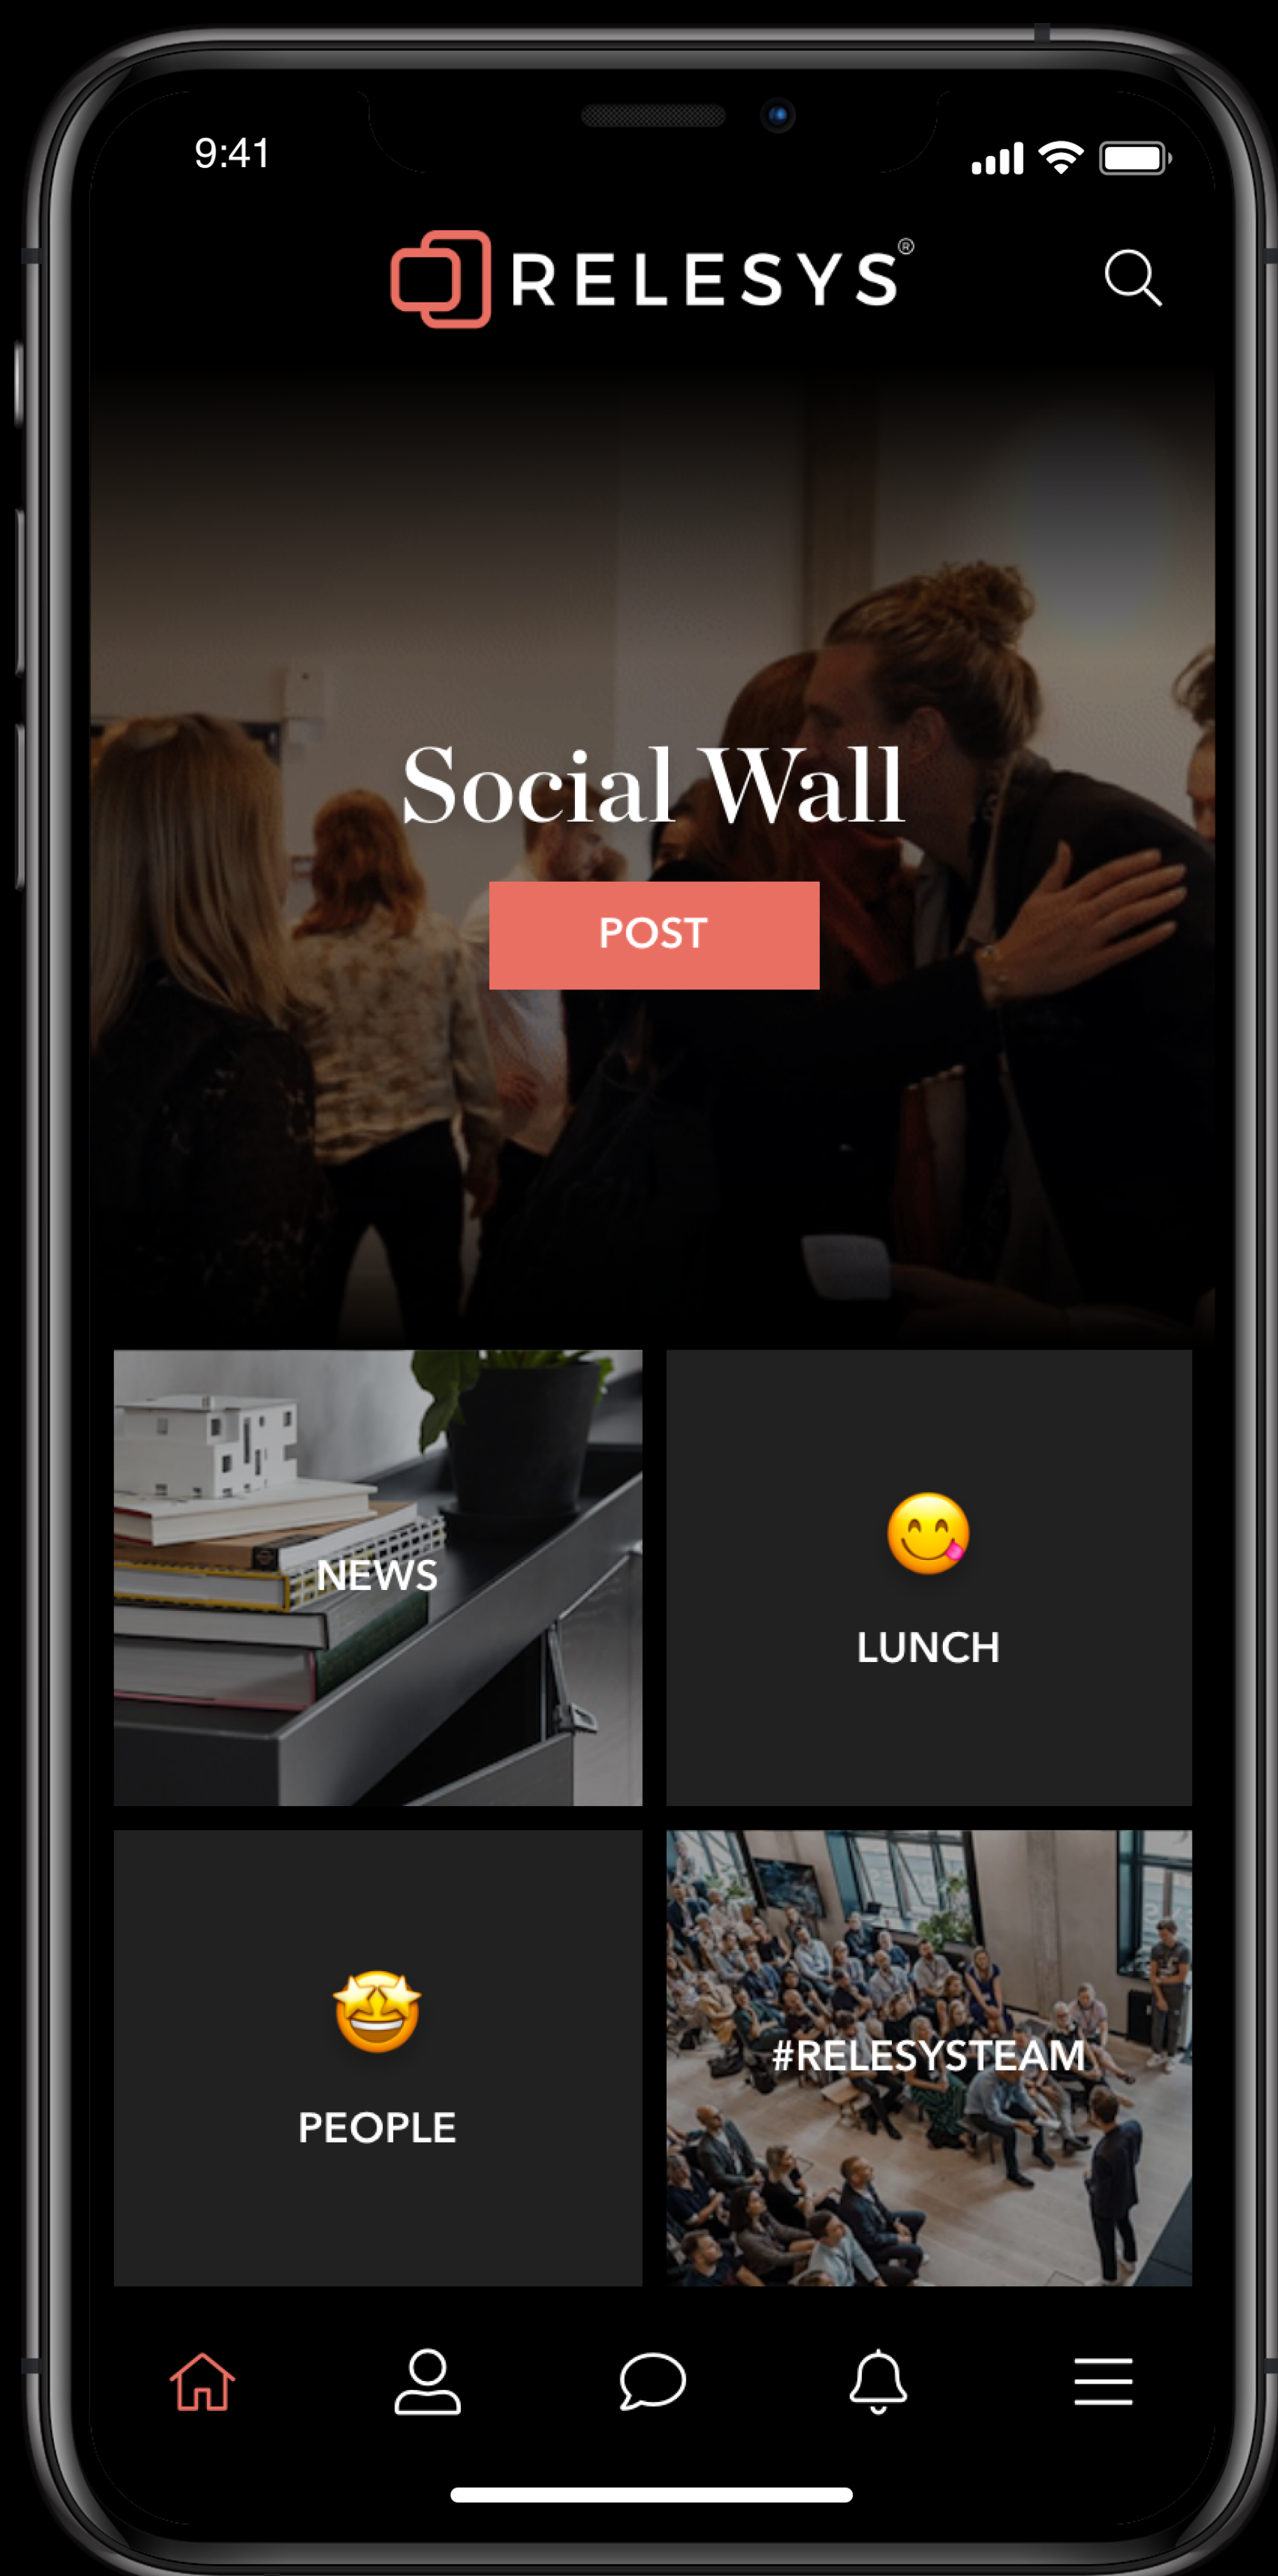 9:41
RELESYS®
Social Wall
POST
NEWS
LUNCH
PEOPLE
#RELESYSTEAM